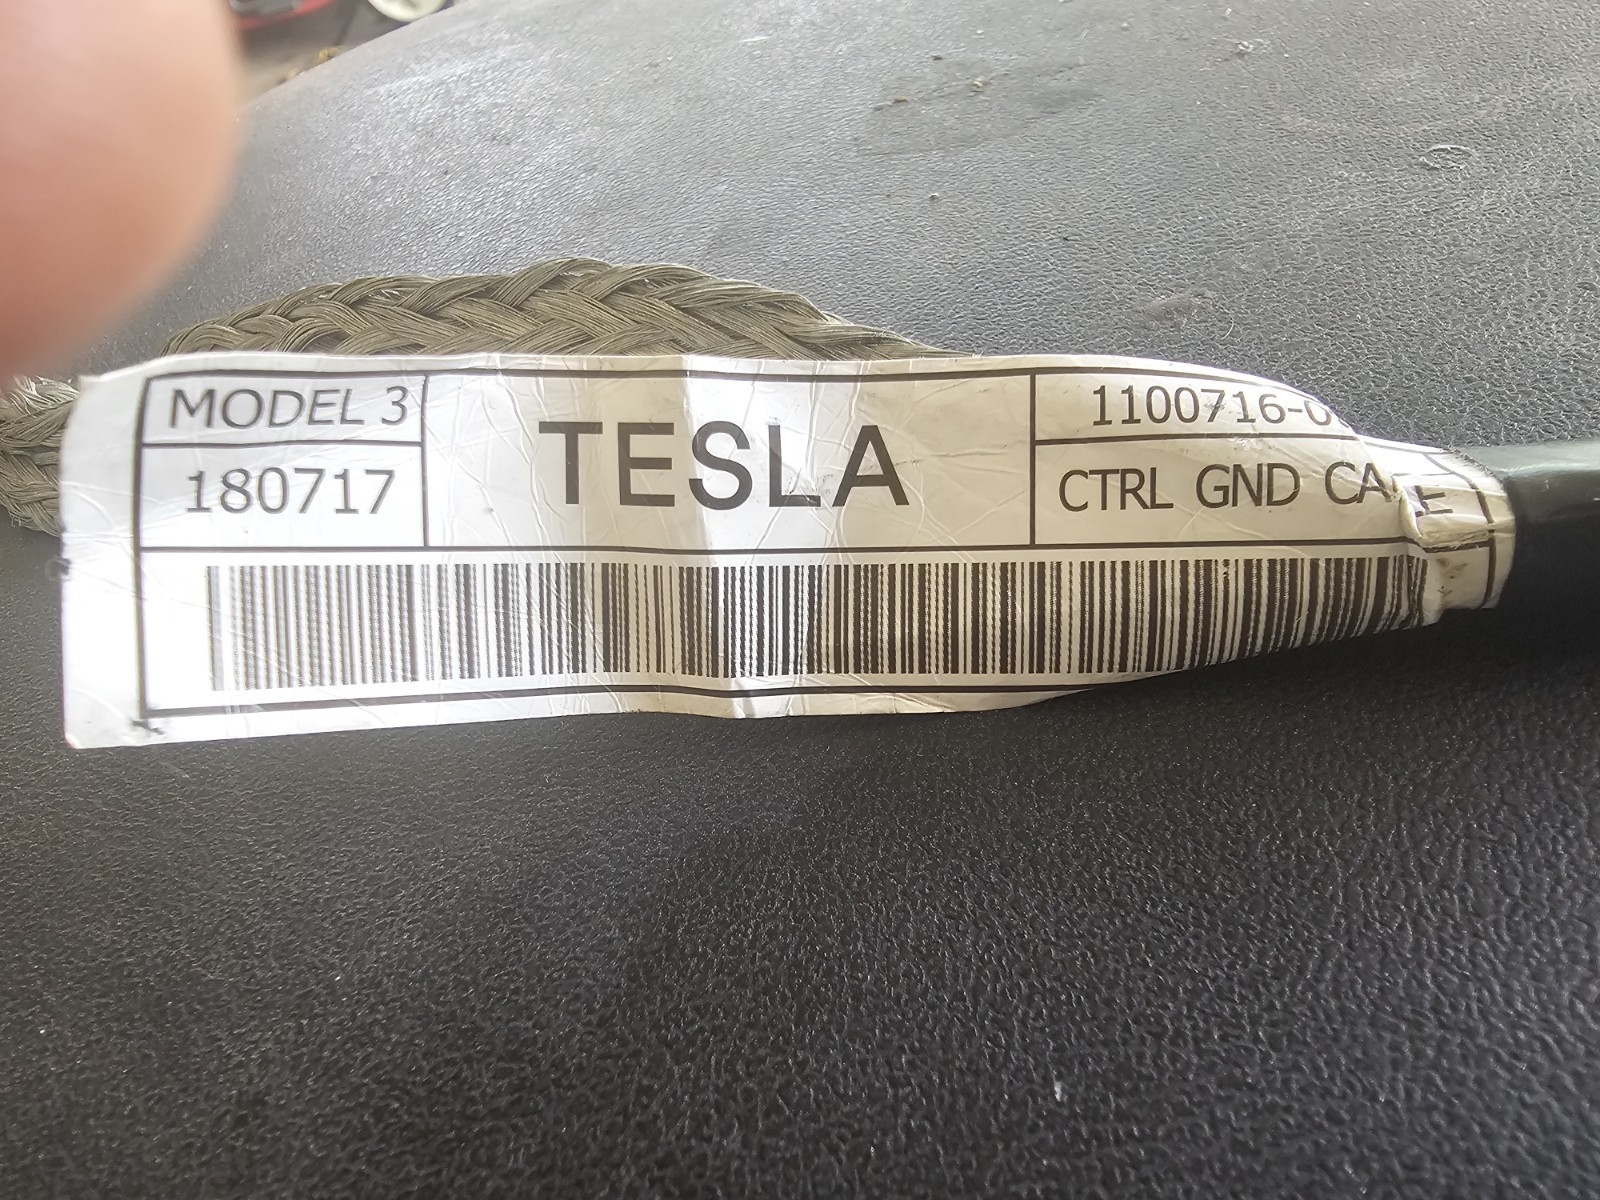 MODEL 3
180717
TESLA
1100716-0
CTRL GND CA